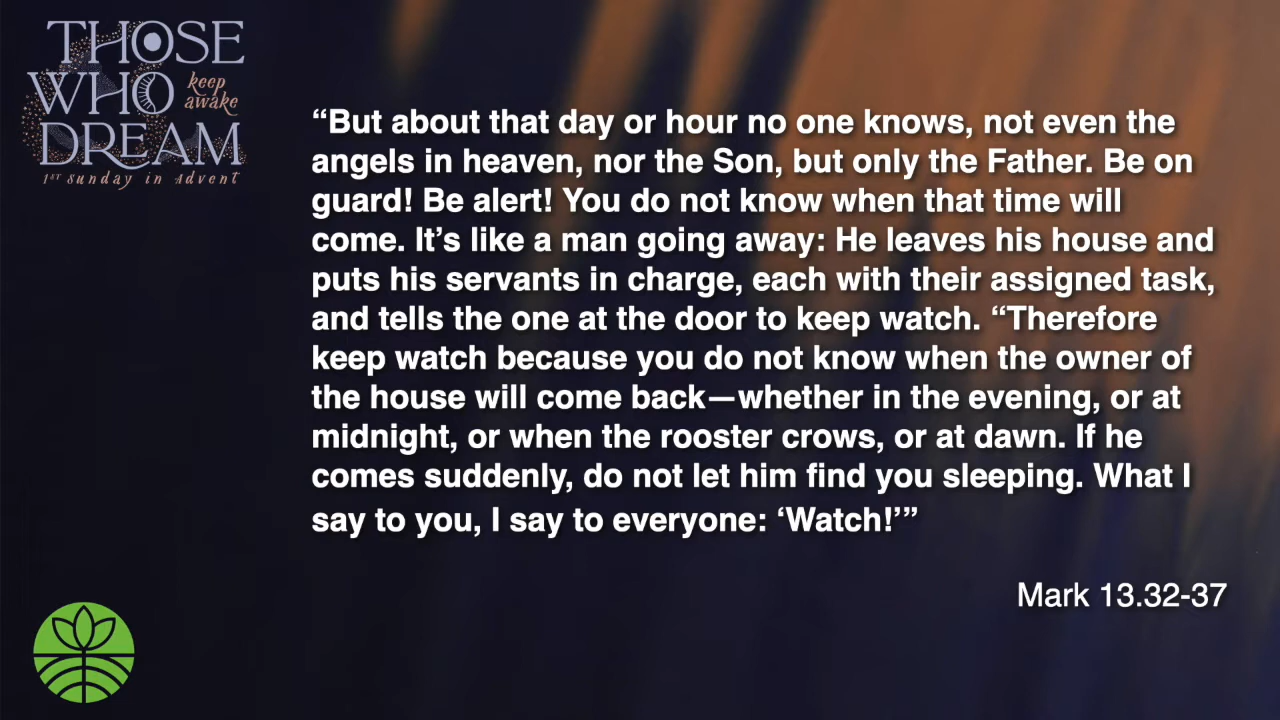 THOSE
WHO keep
awake
DREAM
1ST Sunday in Advent
“But about that day or hour no one knows, not even the
angels in heaven, nor the Son, but only the Father. Be on
guard! Be alert! You do not know when that time will
come. It’s like a man going away: He leaves his house and
puts his servants in charge, each with their assigned task,
and tells the one at the door to keep watch. “Therefore
keep watch because you do not know when the owner of
the house will come back—whether in the evening, or at
midnight, or when the rooster crows, or at dawn. If he
comes suddenly, do not let him find you sleeping. What I
say to you, I say to everyone: ‘Watch!’”
Mark 13.32-37